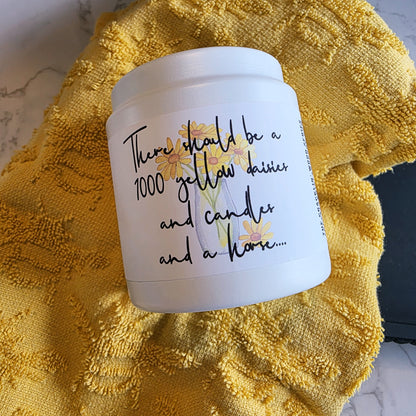 There should be a
1000 yellow daisies
and candles
and a horse....